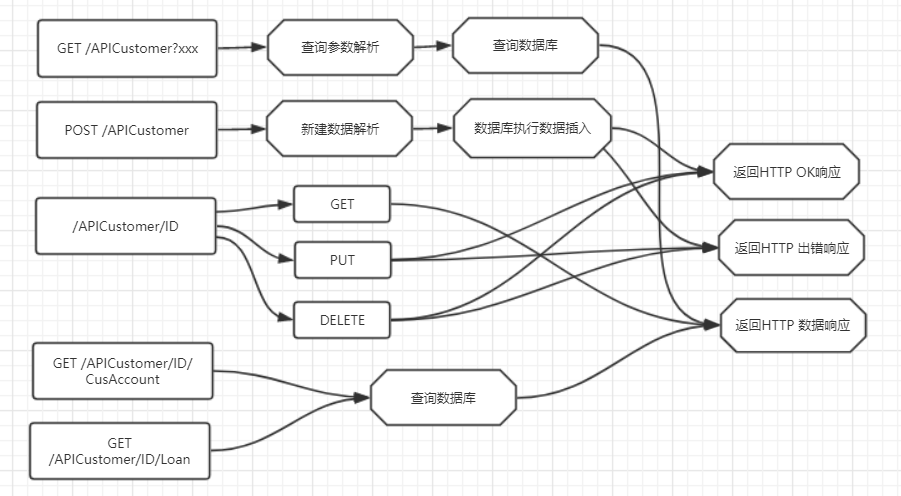 GET /APICustomer?xxx
查询参数解析
查询数据库
POST /APICustomer
新建数据解析
数据库执行数据插入
返回HTTP OK响应
/APICustomer/ID
GET
PUT
返回HTTP 出错响应
DELETE
返回HTTP 数据响应
GET /APICustomer/ID/
CusAccount
查询数据库
GET
/APICustomer/ID/Loan